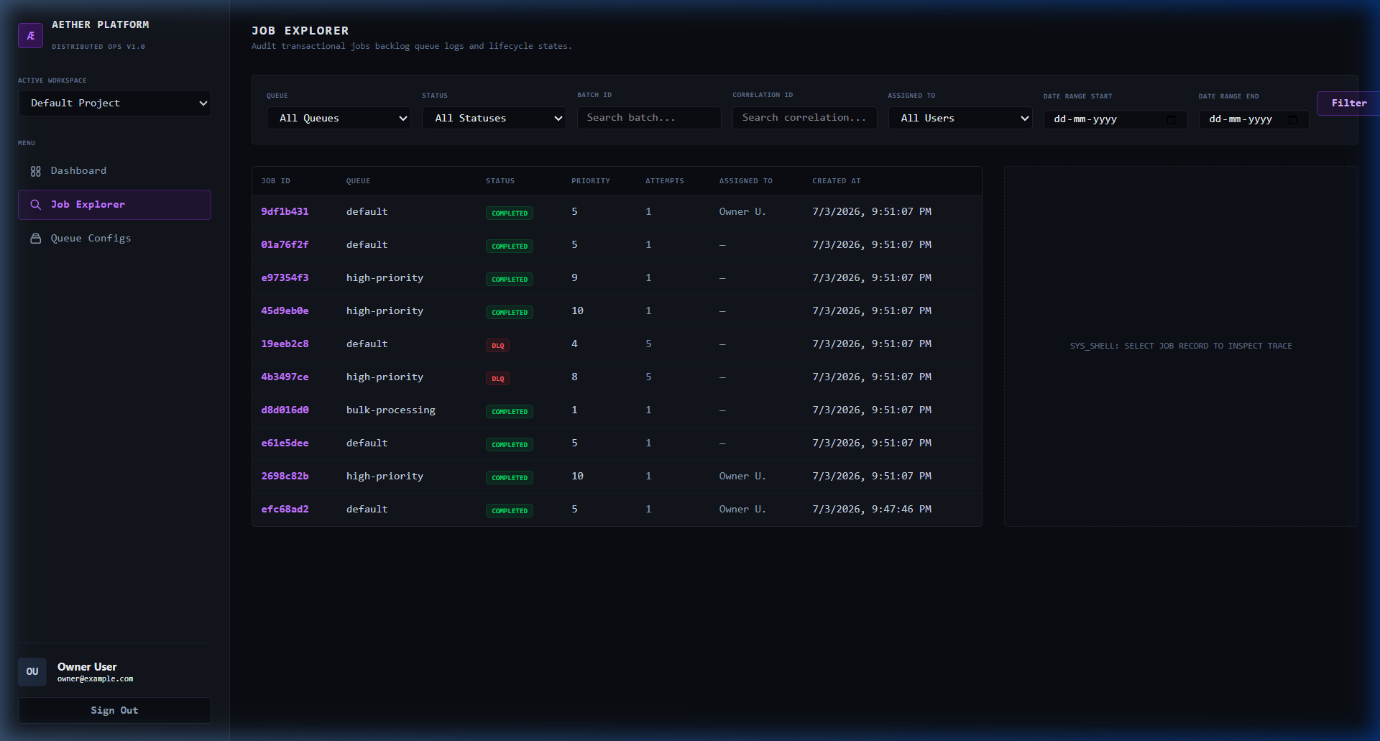 Æ
AETHER PLATFORM
DISTRIBUTED OPS V1.0
ACTIVE WORKSPACE
Default Project
MENU
Dashboard
Job Explorer
Queue Configs
OU
Owner User
owner@example.com
Sign Out
JOB EXPLORER
Audit transactional jobs backlog queue logs and lifecycle states.
QUEUE STATUS BATCH ID CORRELATION ID ASSIGNED TO DATE RANGE START DATE RANGE END
All Queues All Statuses Search batch... Search correlation... All Users dd-mm-yyyy dd-mm-yyyy Filter
JOB ID QUEUE STATUS PRIORITY ATTEMPTS ASSIGNED TO CREATED AT
9df1b431 default COMPLETED 5 1 Owner U. 7/3/2026, 9:51:07 PM
01a76f2f default COMPLETED 5 1 — 7/3/2026, 9:51:07 PM
e97354f3 high-priority COMPLETED 9 1 — 7/3/2026, 9:51:07 PM
45d9eb0e high-priority COMPLETED 10 1 — 7/3/2026, 9:51:07 PM
19eeb2c8 default DLQ 4 5 — 7/3/2026, 9:51:07 PM
4b3497ce high-priority DLQ 8 5 — 7/3/2026, 9:51:07 PM
d8d016d0 bulk-processing COMPLETED 1 1 — 7/3/2026, 9:51:07 PM
e61e5dee default COMPLETED 5 1 — 7/3/2026, 9:51:07 PM
2698c82b high-priority COMPLETED 10 1 Owner U. 7/3/2026, 9:51:07 PM
efc68ad2 default COMPLETED 5 1 Owner U. 7/3/2026, 9:47:46 PM
SYS_SHELL: SELECT JOB RECORD TO INSPECT TRACE